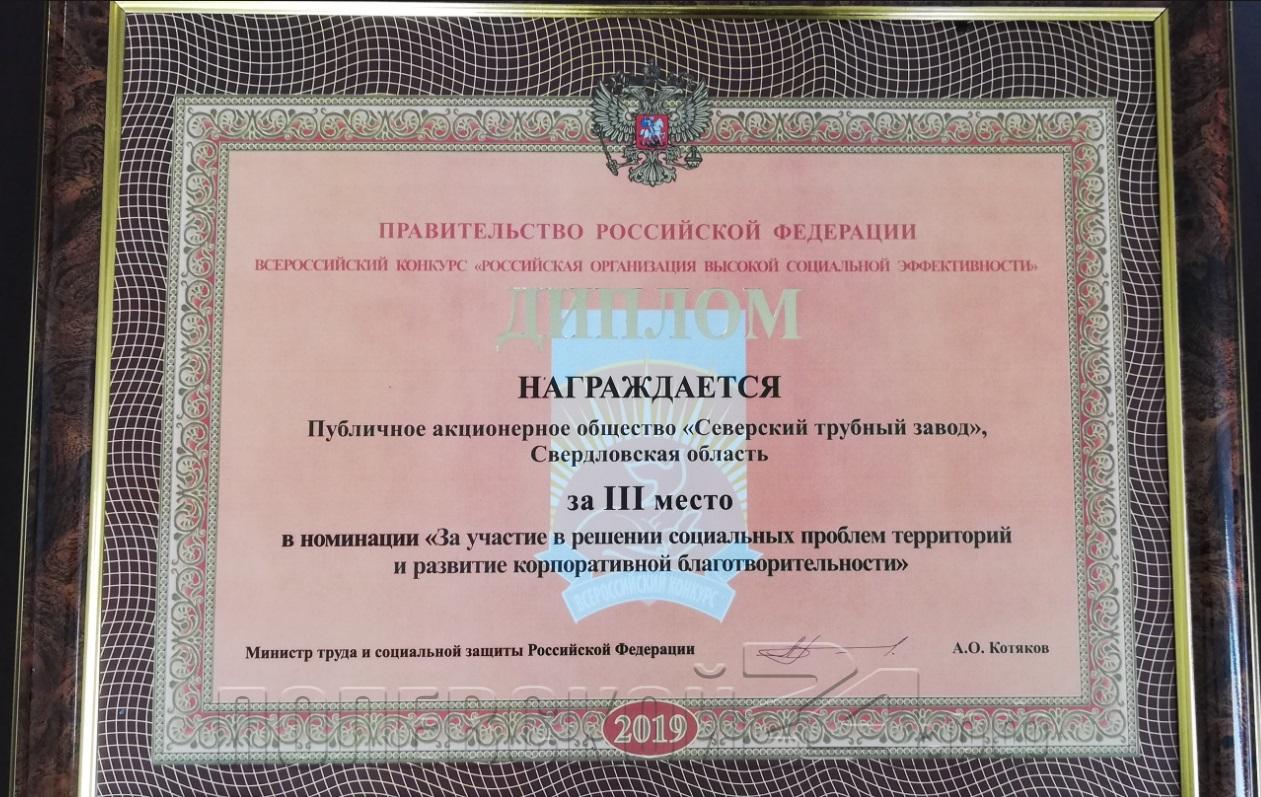 ПРАВИТЕЛЬСТВО РОССИЙСКОЙ ФЕДЕРАЦИИ
ВСЕРОССИЙСКИЙ КОНКУРС «РОССИЙСКАЯ ОРГАНИЗАЦИЯ ВЫСОКОЙ СОЦИАЛЬНОЙ ЭФФЕКТИВНОСТИ»
ДИПЛОМ
НАГРАЖДАЕТСЯ
Публичное акционерное общество «Северский трубный завод»,
Свердловская область
за III место
в номинации «За участие в решении социальных проблем территорий
и развитие корпоративной благотворительности»
ВСЕРОССИЙСКИЙ КОНКУРС
Министр труда и социальной защиты Российской Федерации А.О. Котяков
2019